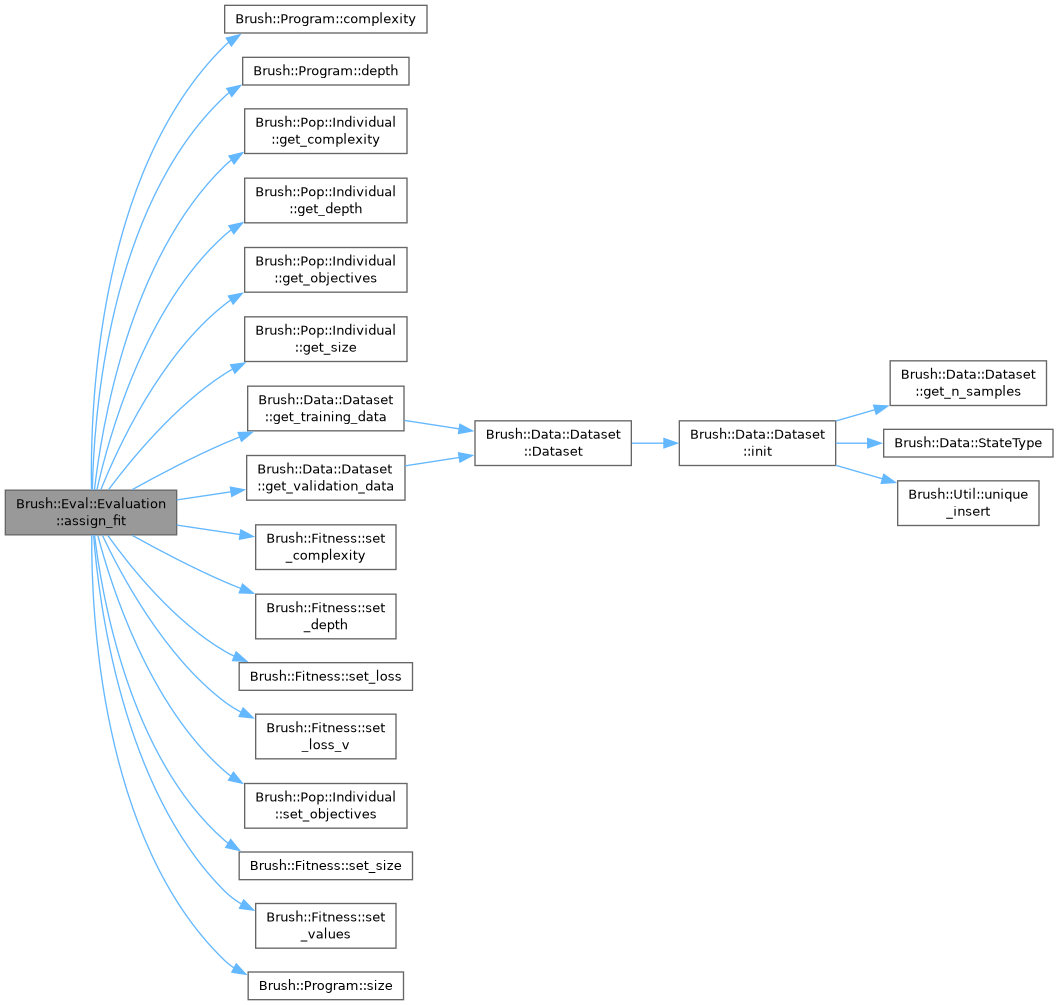 Brush::Program::complexity
Brush::Program::depth
Brush::Pop::Individual
::get_complexity
Brush::Pop::Individual
::get_depth
Brush::Pop::Individual
::get_objectives
Brush::Pop::Individual
::get_size
Brush::Data::Dataset
::get_training_data
Brush::Data::Dataset
::get_validation_data
Brush::Eval::Evaluation
::assign_fit
Brush::Fitness::set
_complexity
Brush::Fitness::set
_depth
Brush::Fitness::set_loss
Brush::Fitness::set
_loss_v
Brush::Pop::Individual
::set_objectives
Brush::Fitness::set_size
Brush::Fitness::set
_values
Brush::Program::size
Brush::Data::Dataset
::Dataset
Brush::Data::Dataset
::init
Brush::Data::Dataset
::get_n_samples
Brush::Data::StateType
Brush::Util::unique
_insert